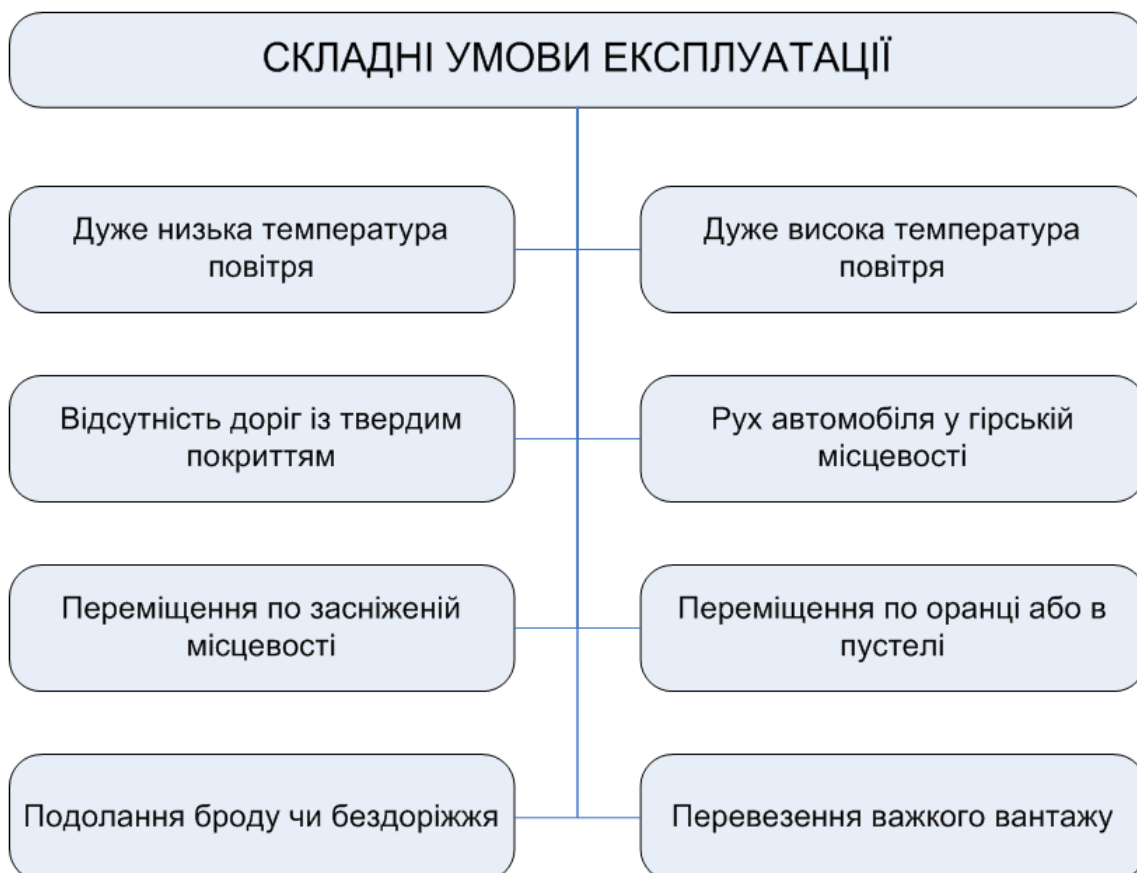 СКЛАДНІ УМОВИ ЕКСПЛУАТАЦІЇ
Дуже низька температура
повітря
Дуже висока температура
повітря
Відсутність доріг із твердим
покриттям
Рух автомобіля у гірській
місцевості
Переміщення по засніженій
місцевості
Переміщення по оранці або в
пустелі
Подолання броду чи бездоріжжя
Перевезення важкого вантажу